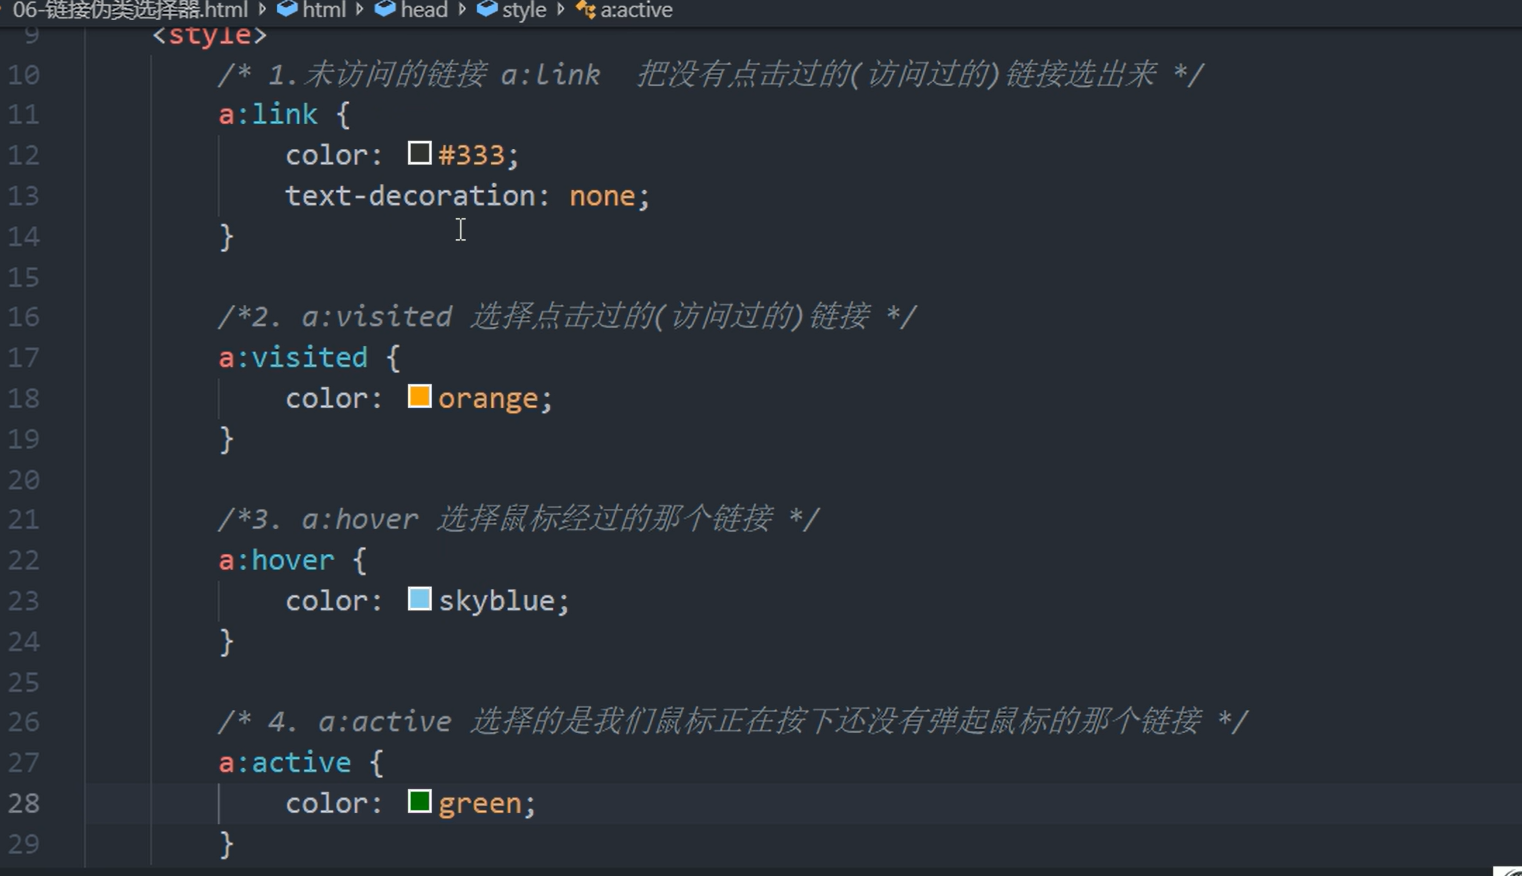 06-链接伪类选择器.html › html › head › style › a:active
9 <style>
10 /* 1.未访问的链接 a:link 把没有点击过的(访问过的)链接选出来 */
11 a:link {
12 color: #333;
13 text-decoration: none;
14 }
15
16 /*2. a:visited 选择点击过的(访问过的)链接 */
17 a:visited {
18 color: orange;
19 }
20
21 /*3. a:hover 选择鼠标经过的那个链接 */
22 a:hover {
23 color: skyblue;
24 }
25
26 /* 4. a:active 选择的是我们鼠标正在按下还没有弹起鼠标的那个链接 */
27 a:active {
28 color: green;
29 }